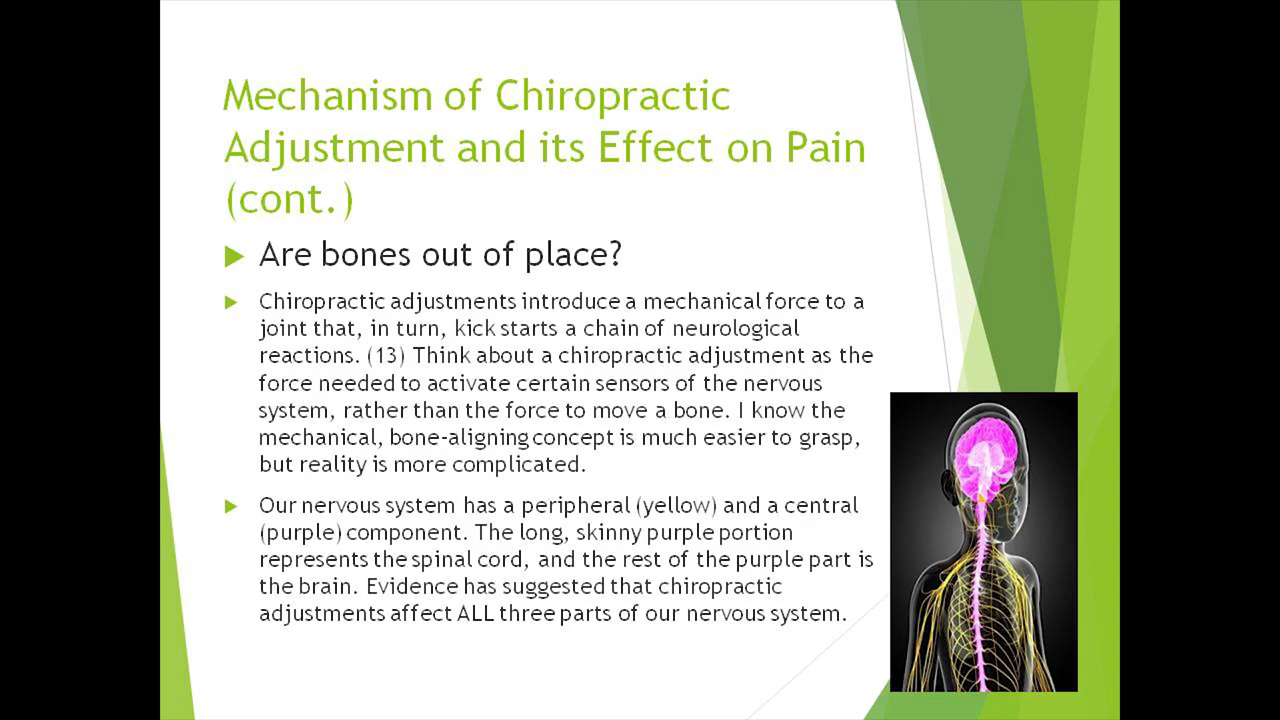 Mechanism of Chiropractic
Adjustment and its Effect on Pain
(cont.)
Are bones out of place?
Chiropractic adjustments introduce a mechanical force to a
joint that, in turn, kick starts a chain of neurological
reactions. (13) Think about a chiropractic adjustment as the
force needed to activate certain sensors of the nervous
system, rather than the force to move a bone. I know the
mechanical, bone-aligning concept is much easier to grasp,
but reality is more complicated.
Our nervous system has a peripheral (yellow) and a central
(purple) component. The long, skinny purple portion
represents the spinal cord, and the rest of the purple part is
the brain. Evidence has suggested that chiropractic
adjustments affect ALL three parts of our nervous system.